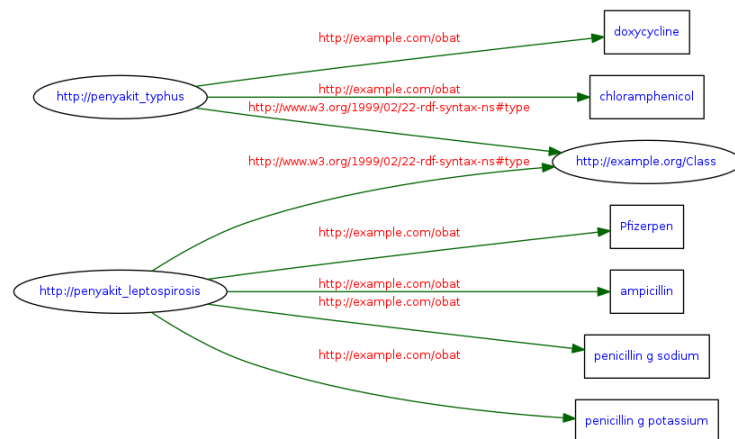 http://example.com/obat
doxycycline
http://penyakit_typhus
http://example.com/obat
chloramphenicol
http://www.w3.org/1999/02/22-rdf-syntax-ns#type
http://www.w3.org/1999/02/22-rdf-syntax-ns#type
http://example.org/Class
http://example.com/obat
Pfizerpen
http://penyakit_leptospirosis
http://example.com/obat
ampicillin
http://example.com/obat
penicillin g sodium
http://example.com/obat
penicillin g potassium